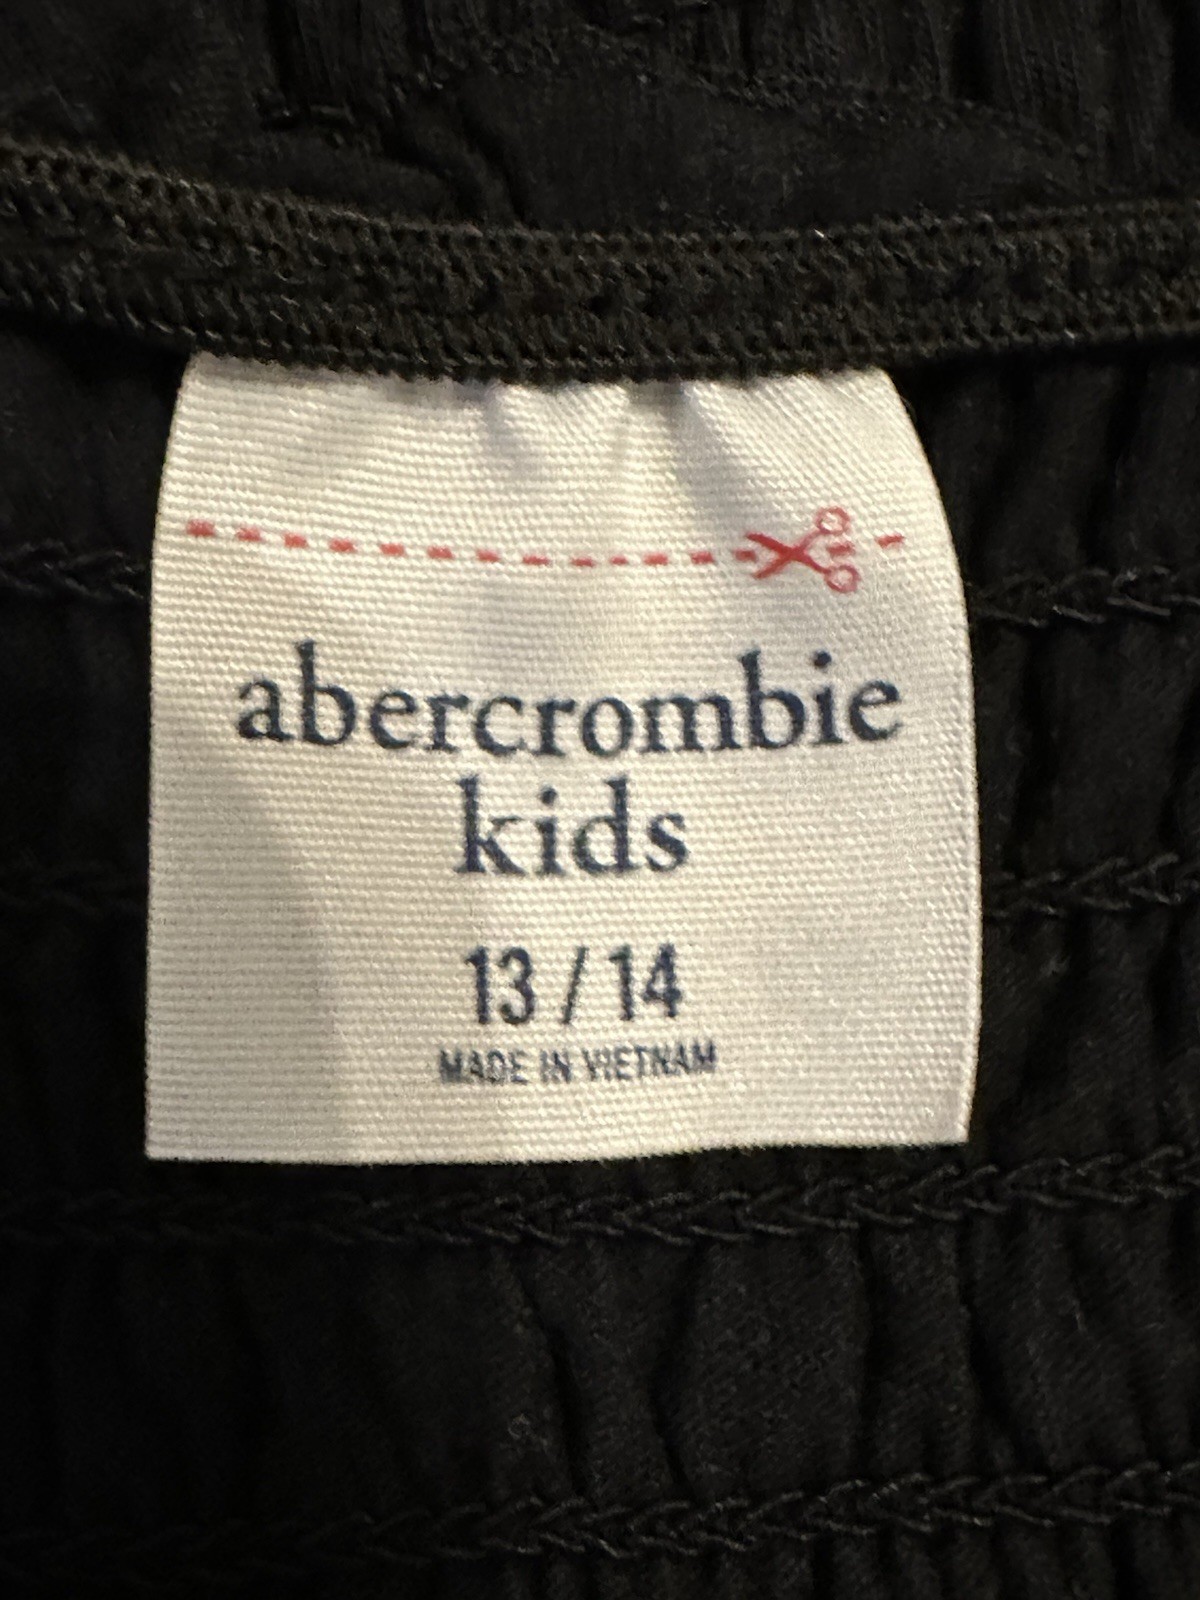 abercrombie
kids
13 / 14
MADE IN VIETNAM